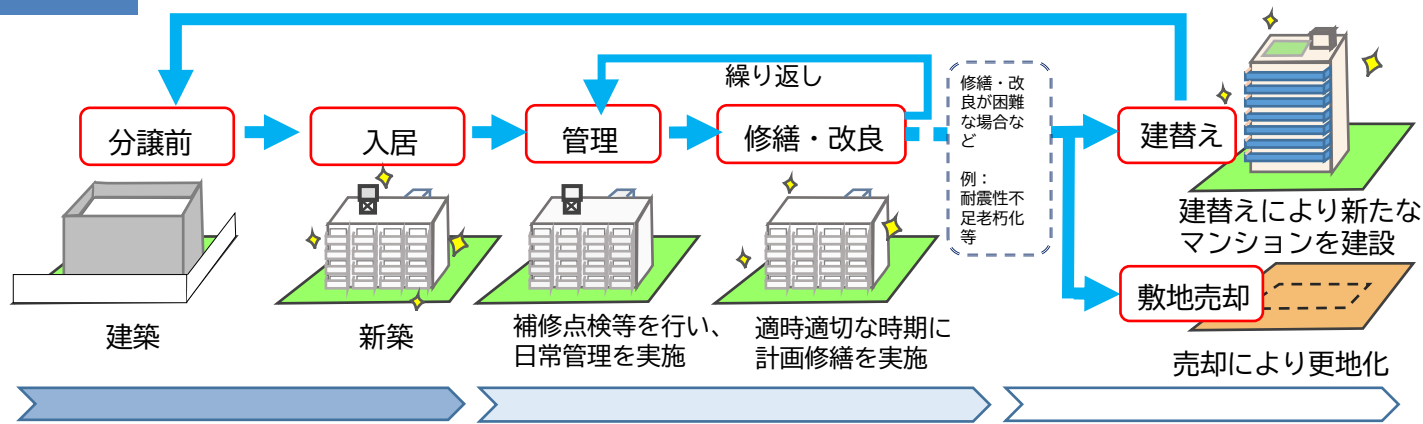 繰り返し
分譲前
入居
管理
修繕・改良
修繕・改
良が困難
な場合な
ど
例：
耐震性不
足老朽化
等
建替え
建替えにより新たな
マンションを建設
敷地売却
売却により更地化
建築
新築
補修点検等を行い、
日常管理を実施
適時適切な時期に
計画修繕を実施